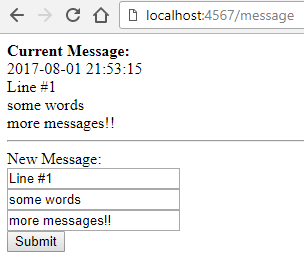 localhost:4567/message
Current Message:
2017-08-01 21:53:15
Line #1
some words
more messages!!
New Message:
Line #1
some words
more messages!!
Submit